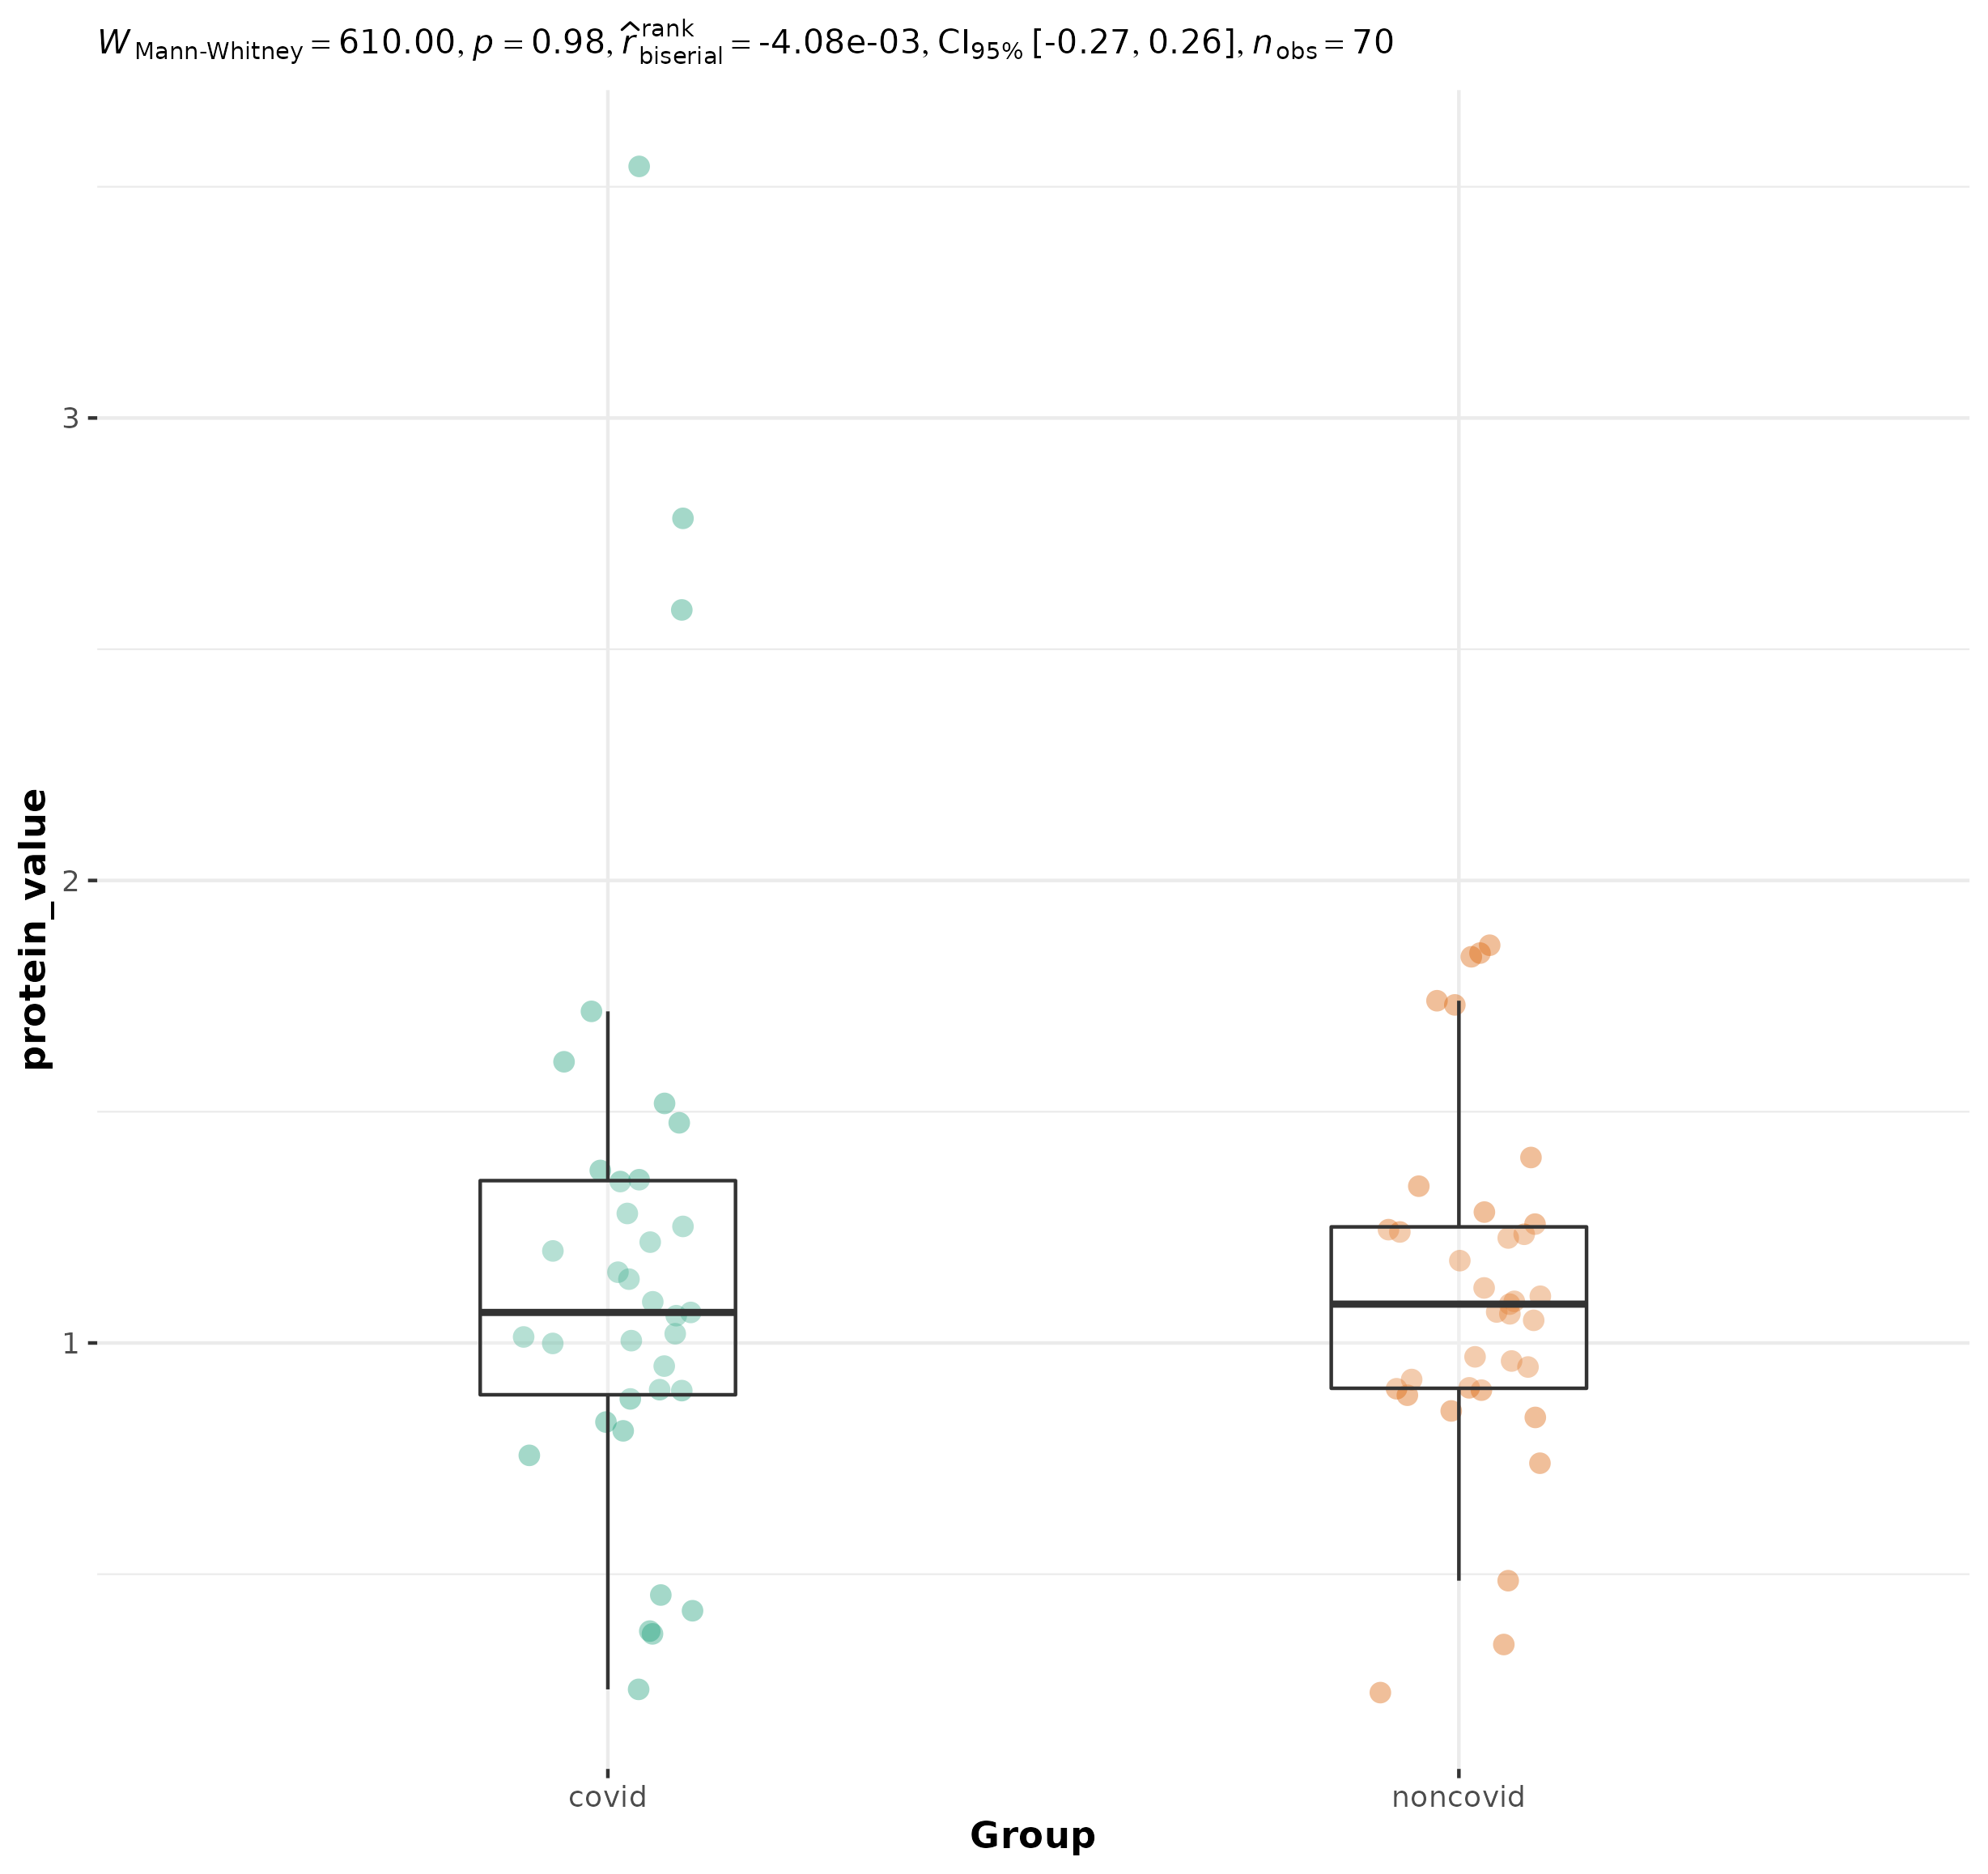 W Mann-Whitney = 610.00, p = 0.98, r̂ rank biserial = -4.08e-03, CI95% [-0.27, 0.26], nobs = 70
protein_value
3
2
1
covid noncovid
Group